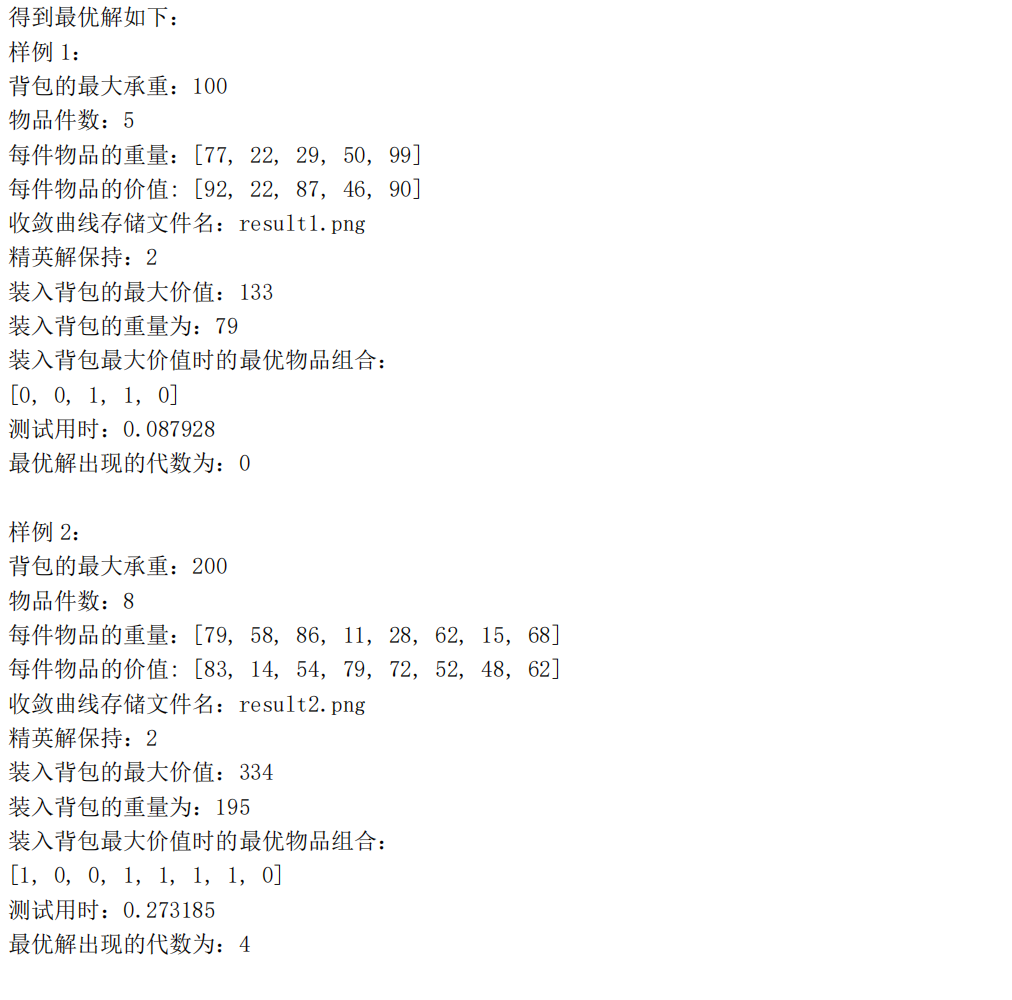 得到最优解如下：
样例 1：
背包的最大承重：100
物品件数：5
每件物品的重量：[77, 22, 29, 50, 99]
每件物品的价值：[92, 22, 87, 46, 90]
收敛曲线存储文件名：result1.png
精英解保持：2
装入背包的最大价值：133
装入背包的重量为：79
装入背包最大价值时的最优物品组合：
[0, 0, 1, 1, 0]
测试用时：0.087928
最优解出现的代数为：0
样例 2：
背包的最大承重：200
物品件数：8
每件物品的重量：[79, 58, 86, 11, 28, 62, 15, 68]
每件物品的价值：[83, 14, 54, 79, 72, 52, 48, 62]
收敛曲线存储文件名：result2.png
精英解保持：2
装入背包的最大价值：334
装入背包的重量为：195
装入背包最大价值时的最优物品组合：
[1, 0, 0, 1, 1, 1, 1, 0]
测试用时：0.273185
最优解出现的代数为：4